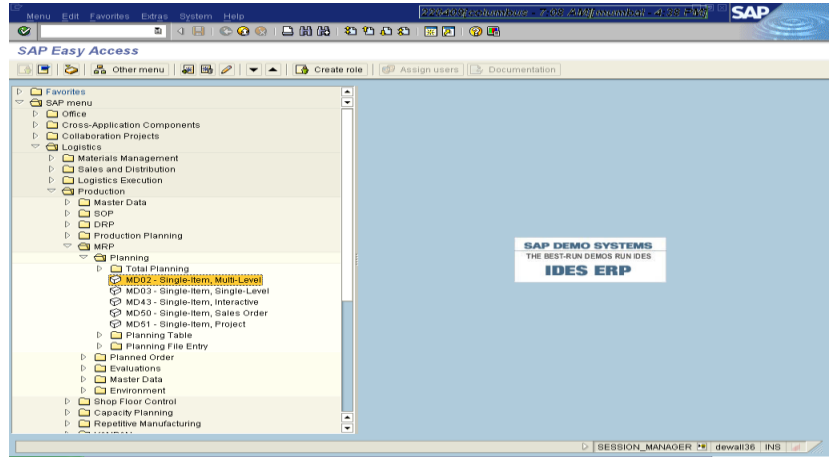 Menu Edit Favorites Extras System Help
SAP
SAP Easy Access
Other menu
Create role
Assign users
Documentation
Favorites
SAP menu
Office
Cross-Application Components
Collaboration Projects
Logistics
Materials Management
Sales and Distribution
Logistics Execution
Production
Master Data
SOP
DRP
Production Planning
MRP
Planning
Total Planning
MD02 - Single-Item, Multi-Level
MD03 - Single-Item, Single-Level
MD43 - Single-Item, Interactive
MD50 - Single-Item, Sales Order
MD51 - Single-Item, Project
Planning Table
Planning File Entry
Planned Order
Evaluations
Master Data
Environment
Shop Floor Control
Capacity Planning
Repetitive Manufacturing
SAP DEMO SYSTEMS
THE BEST-RUN DEMOS RUN IDES
IDES ERP
SESSION_MANAGER dewall36 INS